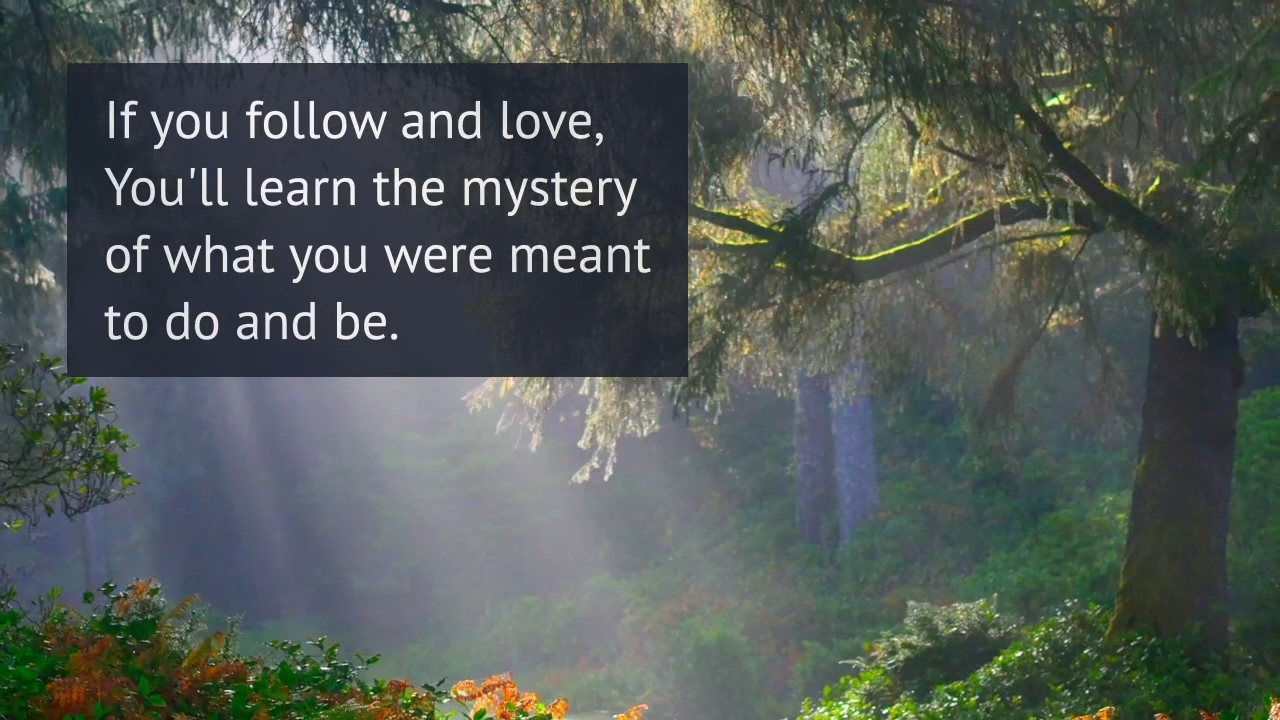 If you follow and love,
You'll learn the mystery
of what you were meant
to do and be.